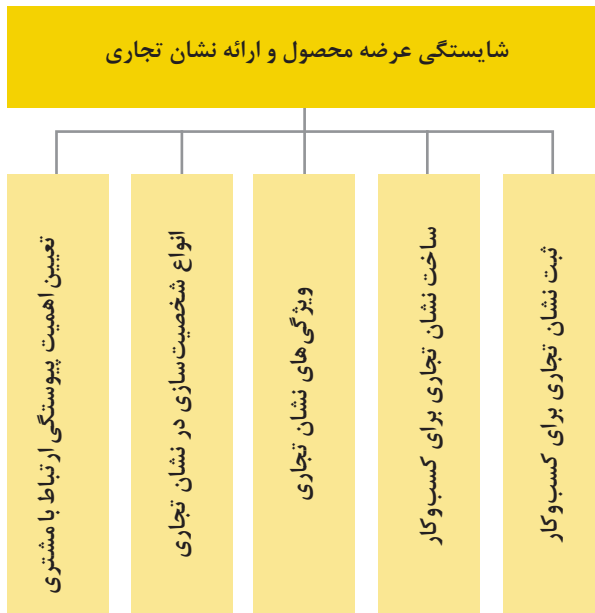 شایستگی عرضه محصول و ارائه نشان تجاری
ثبت نشان تجاری برای کسب‌وکار
ساخت نشان تجاری برای کسب‌وکار
ویژگی‌های نشان تجاری
انواع شخصیت‌سازی در نشان تجاری
تعیین اهمیت پیوستگی ارتباط با مشتری